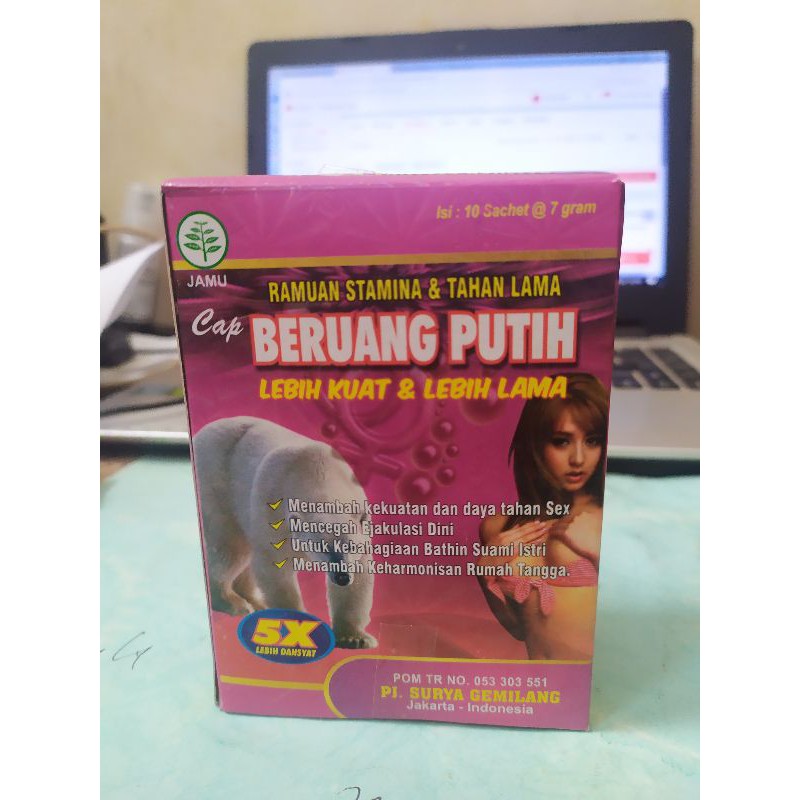 Isi : 10 Sachet @ 7 gram
JAMU
RAMUAN STAMINA & TAHAN LAMA
Cap BERUANG PUTIH
LEBIH KUAT & LEBIH LAMA
Menambah kekuatan dan daya tahan Sex
Mencegah Ejakulasi Dini
Untuk Kebahagiaan Bathin Suami Istri
Menambah Keharmonisan Rumah Tangga.
5X
LEBIH DAHSYAT
POM TR NO. 053 303 551
PJ. SURYA GEMILANG
Jakarta - Indonesia